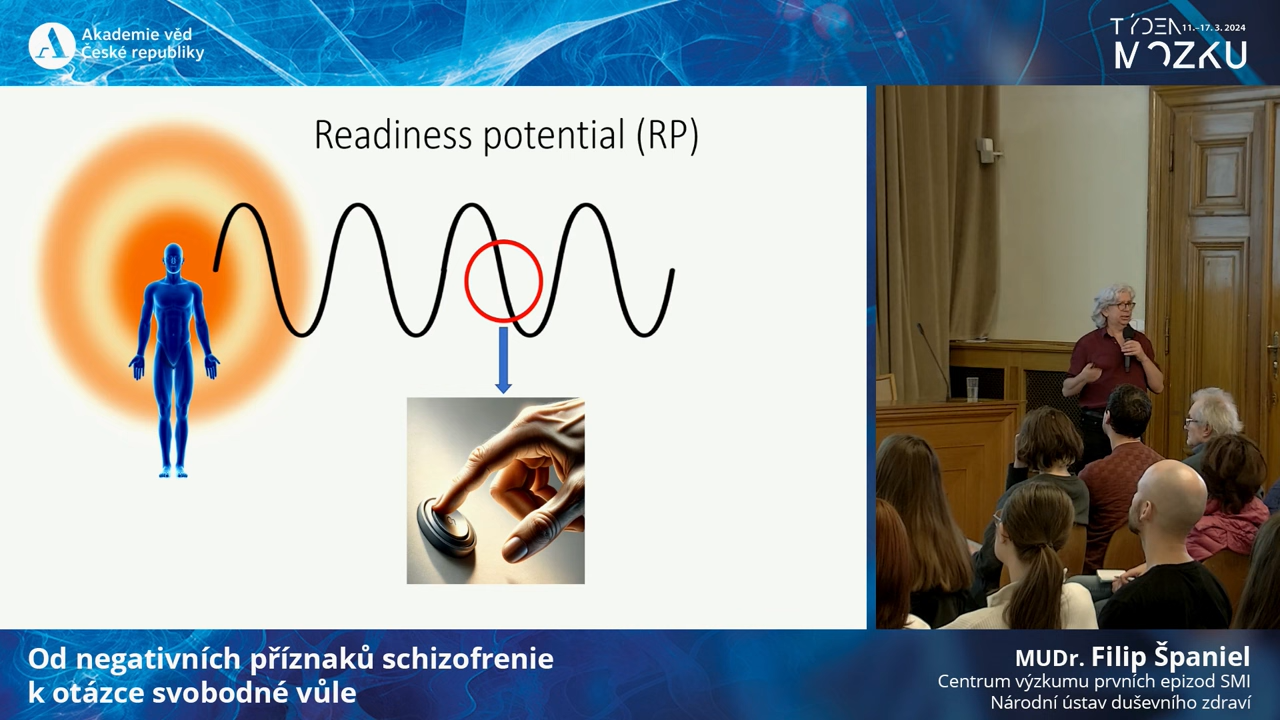 Akademie věd
České republiky
TÝDEN 11.–17. 3. 2024
MOZKU
Readiness potential (RP)
Od negativních příznaků schizofrenie
k otázce svobodné vůle
MUDr. Filip Španiel
Centrum výzkumu prvních epizod SMI
Národní ústav duševního zdraví